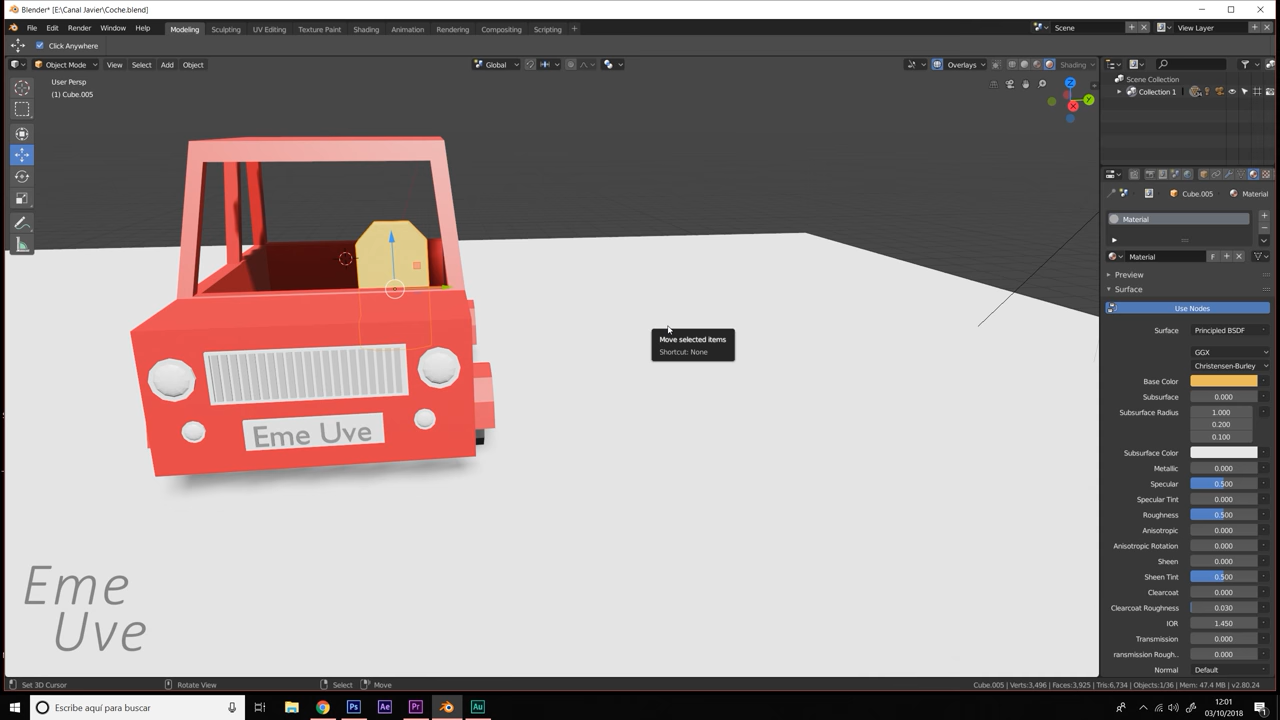 Blender* [E:\Canal Javier\Coche.blend]
File Edit Render Window Help
Modeling Sculpting UV Editing Texture Paint Shading Animation Rendering Compositing Scripting +
Scene
View Layer
Click Anywhere
Object Mode View Select Add Object
Global
Overlays
Shading
User Persp
(1) Cube.005
Z
Y
X
Scene Collection
Collection 1
Cube.005
Material
Material
Material
F
Preview
Surface
Use Nodes
Surface Principled BSDF
GGX
Christensen-Burley
Base Color
Subsurface 0.000
Subsurface Radius 1.000
0.200
0.100
Subsurface Color
Metallic 0.000
Specular 0.500
Specular Tint 0.000
Roughness 0.500
Anisotropic 0.000
Anisotropic Rotation 0.000
Sheen 0.000
Sheen Tint 0.500
Clearcoat 0.000
Clearcoat Roughness 0.030
IOR 1.450
Transmission 0.000
ransmission Rough.. 0.000
Normal Default
Move selected items
Shortcut: None
Eme Uve
Eme
Uve
Set 3D Cursor
Rotate View
Select
Move
Cube.005 | Verts:3,496 | Faces:3,925 | Tris:6,734 | Objects:1/36 | Mem: 47.4 MB | v2.80.24
Escribe aquí para buscar
Ps
Ae
Pr
Au
12:01
03/10/2018
1